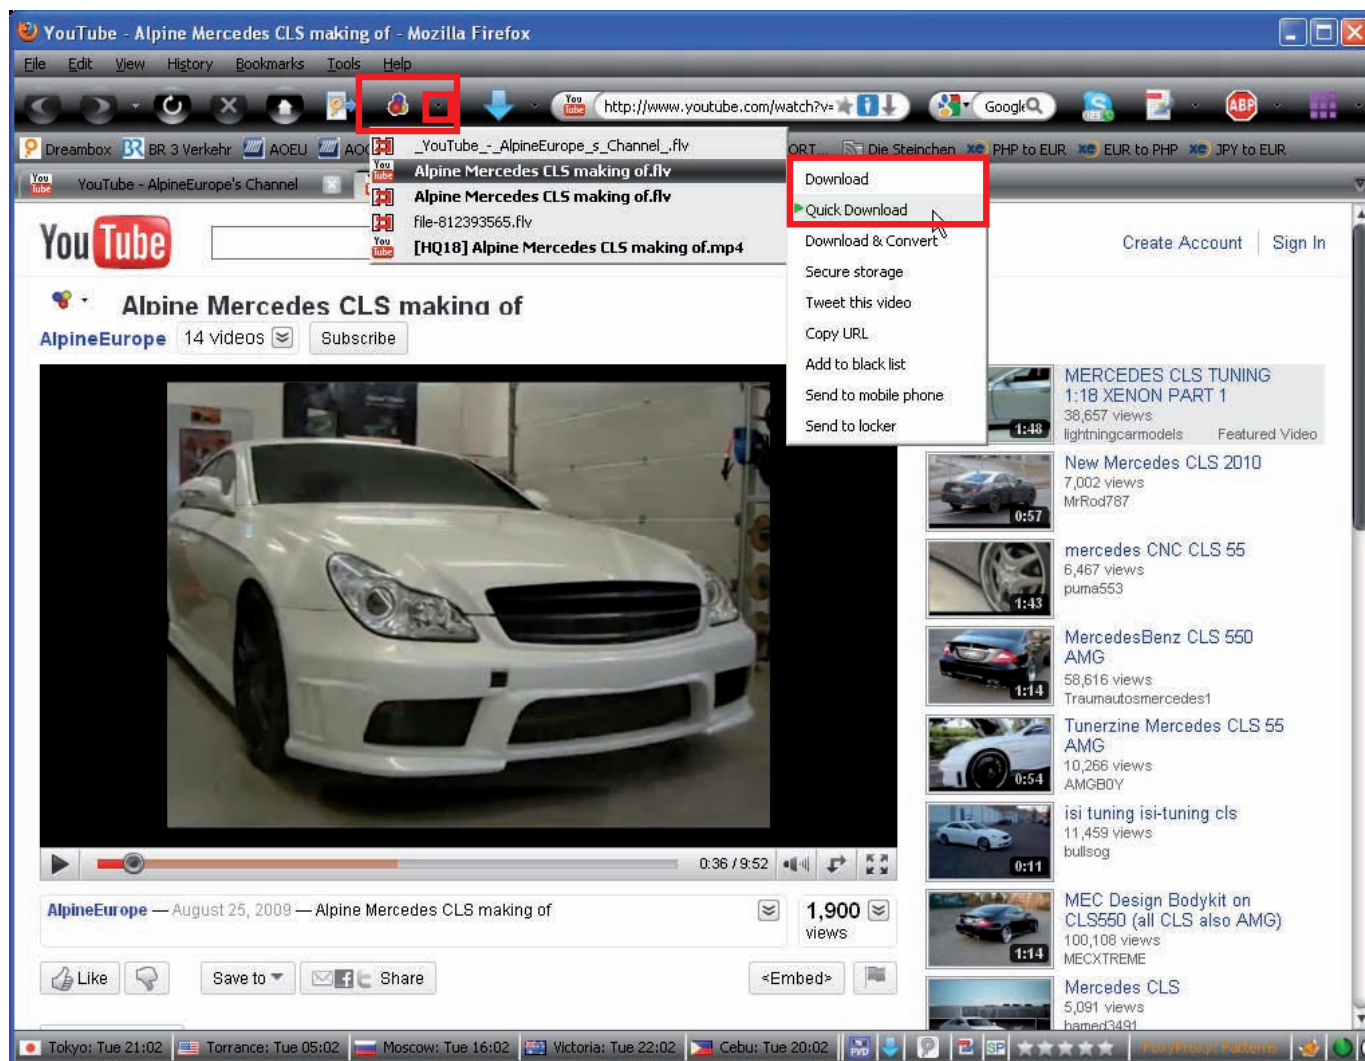 YouTube - Alpine Mercedes CLS making of - Mozilla Firefox
File Edit View History Bookmarks Tools Help
You Tube http://www.youtube.com/watch?v= Google ABP
Dreambox BR 3 Verkehr AOEU ORT... Die Steinchen PHP to EUR EUR to PHP JPY to EUR
_YouTube_-_AlpineEurope_s_Channel_.flv
Alpine Mercedes CLS making of.flv
Alpine Mercedes CLS making of.flv
file-812393565.flv
[HQ18] Alpine Mercedes CLS making of.mp4
Download
Quick Download
Download & Convert
Secure storage
Tweet this video
Copy URL
Add to black list
Send to mobile phone
Send to locker
YouTube - AlpineEurope's Channel
You Tube
Create Account Sign In
Alpine Mercedes CLS making of
AlpineEurope 14 videos Subscribe
0:36 / 9:52
AlpineEurope — August 25, 2009 — Alpine Mercedes CLS making of
1,900
views
Like Save to Share <Embed>
MERCEDES CLS TUNING
1:18 XENON PART 1
38,657 views
1:48
lightningcarmodels Featured Video
New Mercedes CLS 2010
7,002 views
MrRod787
0:57
mercedes CNC CLS 55
6,467 views
puma553
1:43
MercedesBenz CLS 550
AMG
58,616 views
1:14
Traumautosmercedes1
Tunerzine Mercedes CLS 55
AMG
10,266 views
0:54
AMGB0Y
isi tuning isi-tuning cls
11,459 views
bullsog
0:11
MEC Design Bodykit on
CLS550 (all CLS also AMG)
100,108 views
1:14
MECXTREME
Mercedes CLS
5,091 views
hamed3491
Tokyo: Tue 21:02 Torrance: Tue 05:02 Moscow: Tue 16:02 Victoria: Tue 22:02 Cebu: Tue 20:02 FVD SP FoxyProxy: Patterns